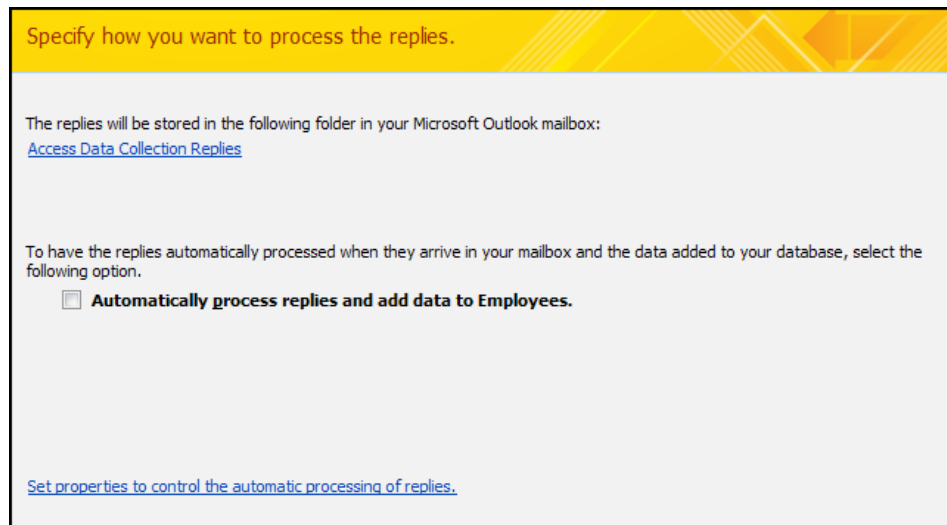 Specify how you want to process the replies.
The replies will be stored in the following folder in your Microsoft Outlook mailbox:
Access Data Collection Replies
To have the replies automatically processed when they arrive in your mailbox and the data added to your database, select the
following option.
Automatically process replies and add data to Employees.
Set properties to control the automatic processing of replies.